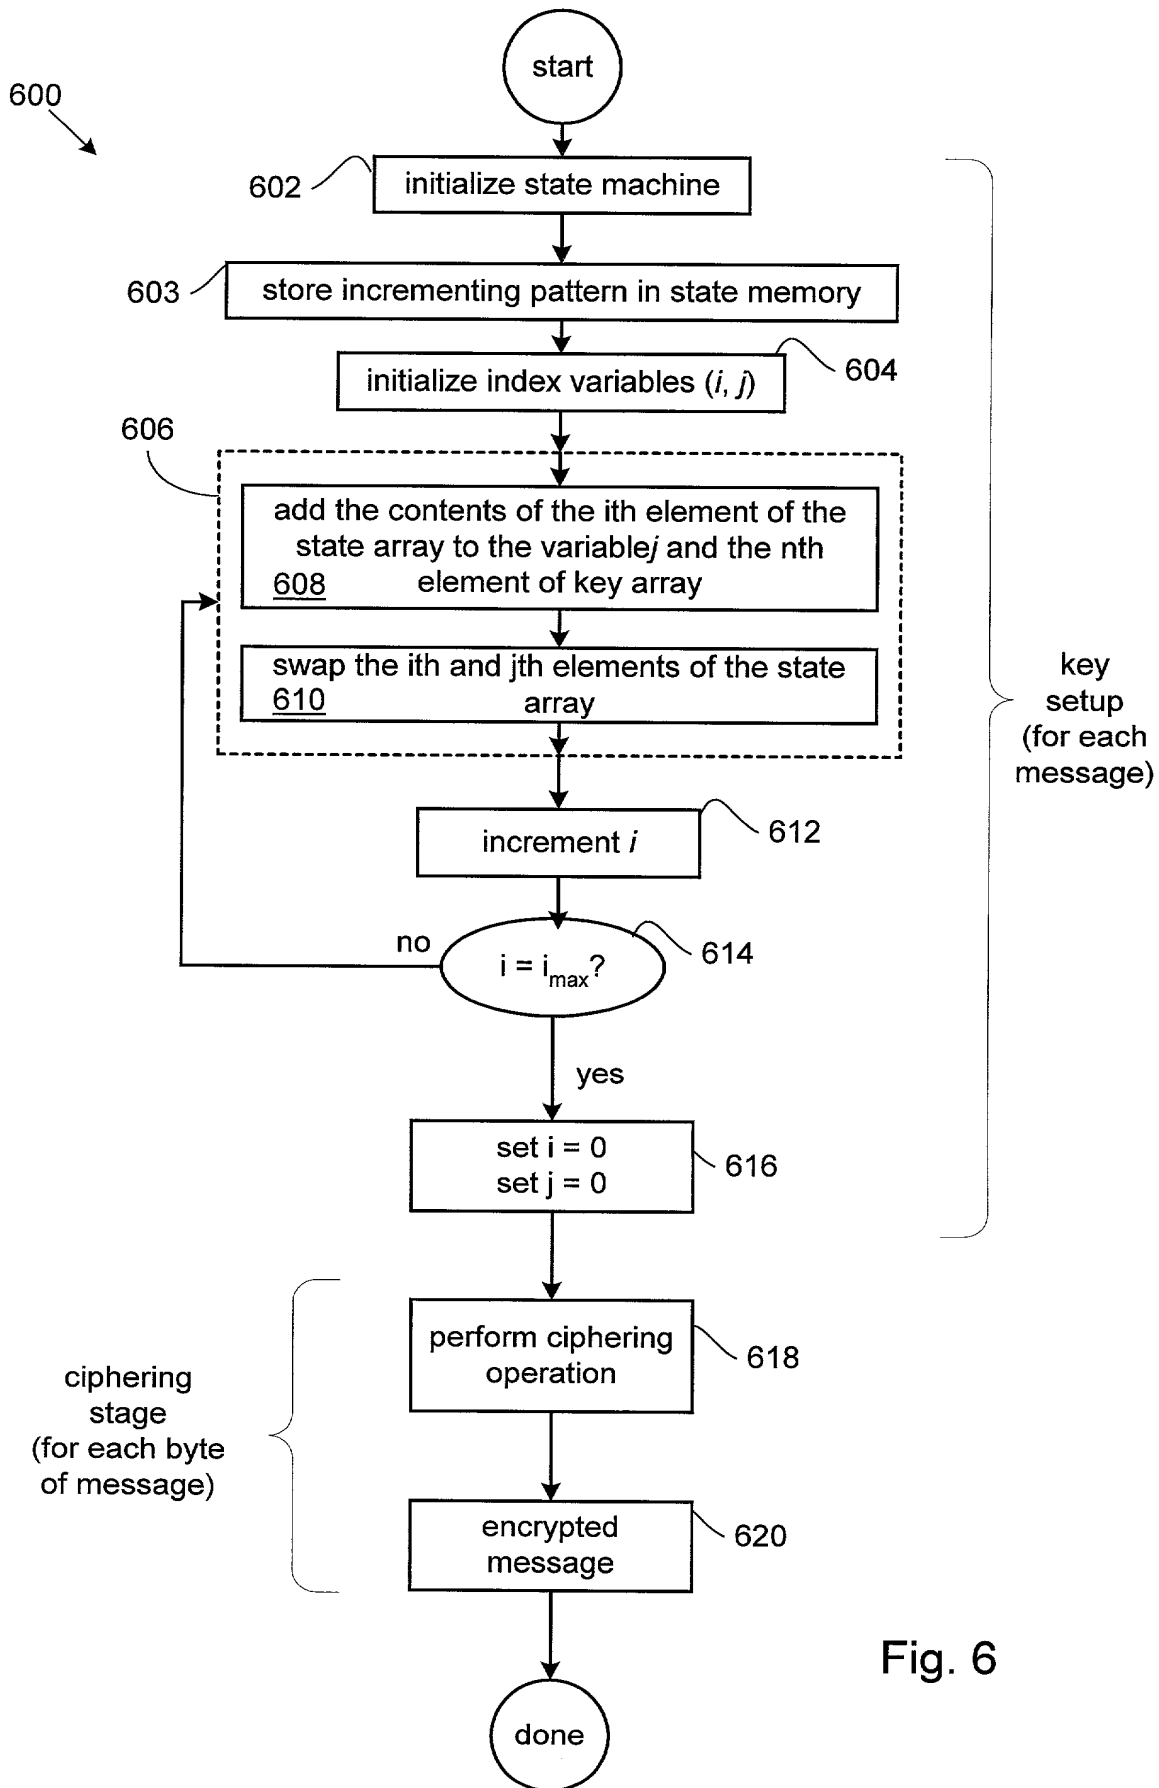 start
600
602
initialize state machine
603
store incrementing pattern in state memory
604
initialize index variables (i, j)
606
add the contents of the ith element of the
state array to the variablej and the nth
608 element of key array
swap the ith and jth elements of the state
610 array
key
setup
(for each
message)
increment i
612
no
i = imax?
614
yes
set i = 0
set j = 0
616
perform ciphering
operation
618
ciphering
stage
(for each byte
of message)
encrypted
message
620
Fig. 6
done